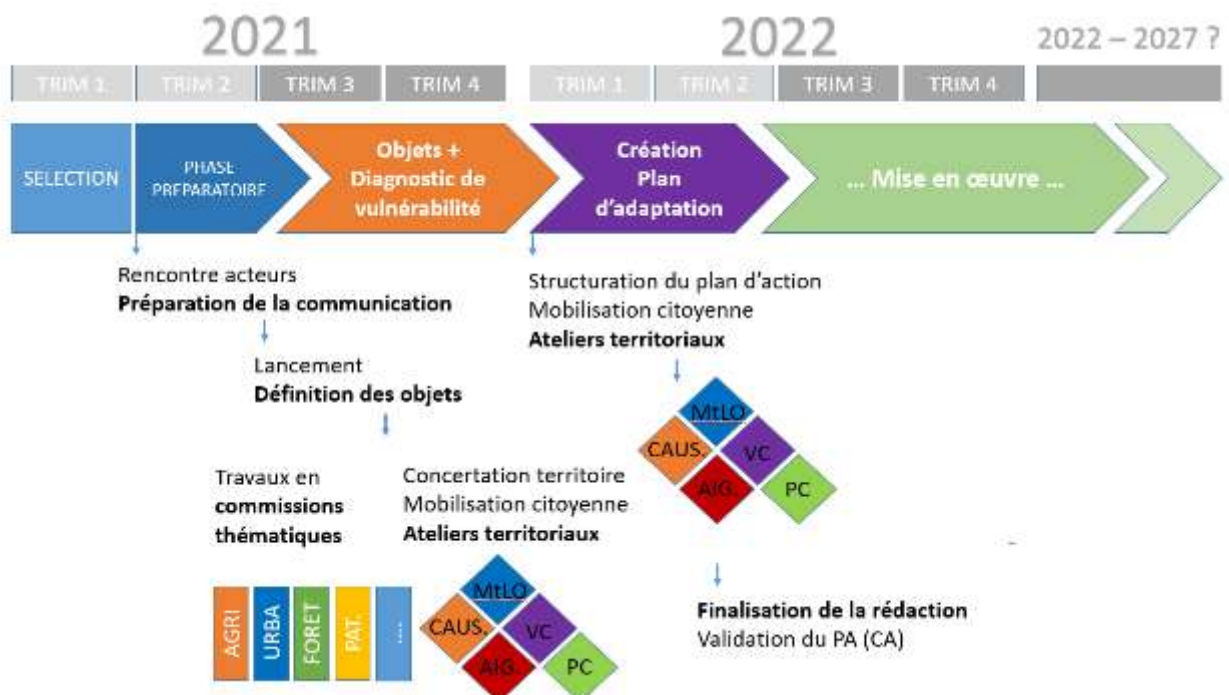 2021
2022
2022 – 2027 ?
TRIM 1
TRIM 2
TRIM 3
TRIM 4
TRIM 1
TRIM 2
TRIM 3
TRIM 4
SELECTION
PHASE
PREPARATOIRE
Objets +
Diagnostic de
vulnérabilité
Création
Plan
d'adaptation
... Mise en œuvre ...
Rencontre acteurs
Préparation de la communication
Lancement
Définition des objets
Travaux en
commissions
thématiques
AGRI
URBA
FORET
PAT.
....
Concertation territoire
Mobilisation citoyenne
Ateliers territoriaux
MtLO
CAUS.
VC
AIG.
PC
Structuration du plan d'action
Mobilisation citoyenne
Ateliers territoriaux
MtLO
CAUS.
VC
AIG.
PC
Finalisation de la rédaction
Validation du PA (CA)